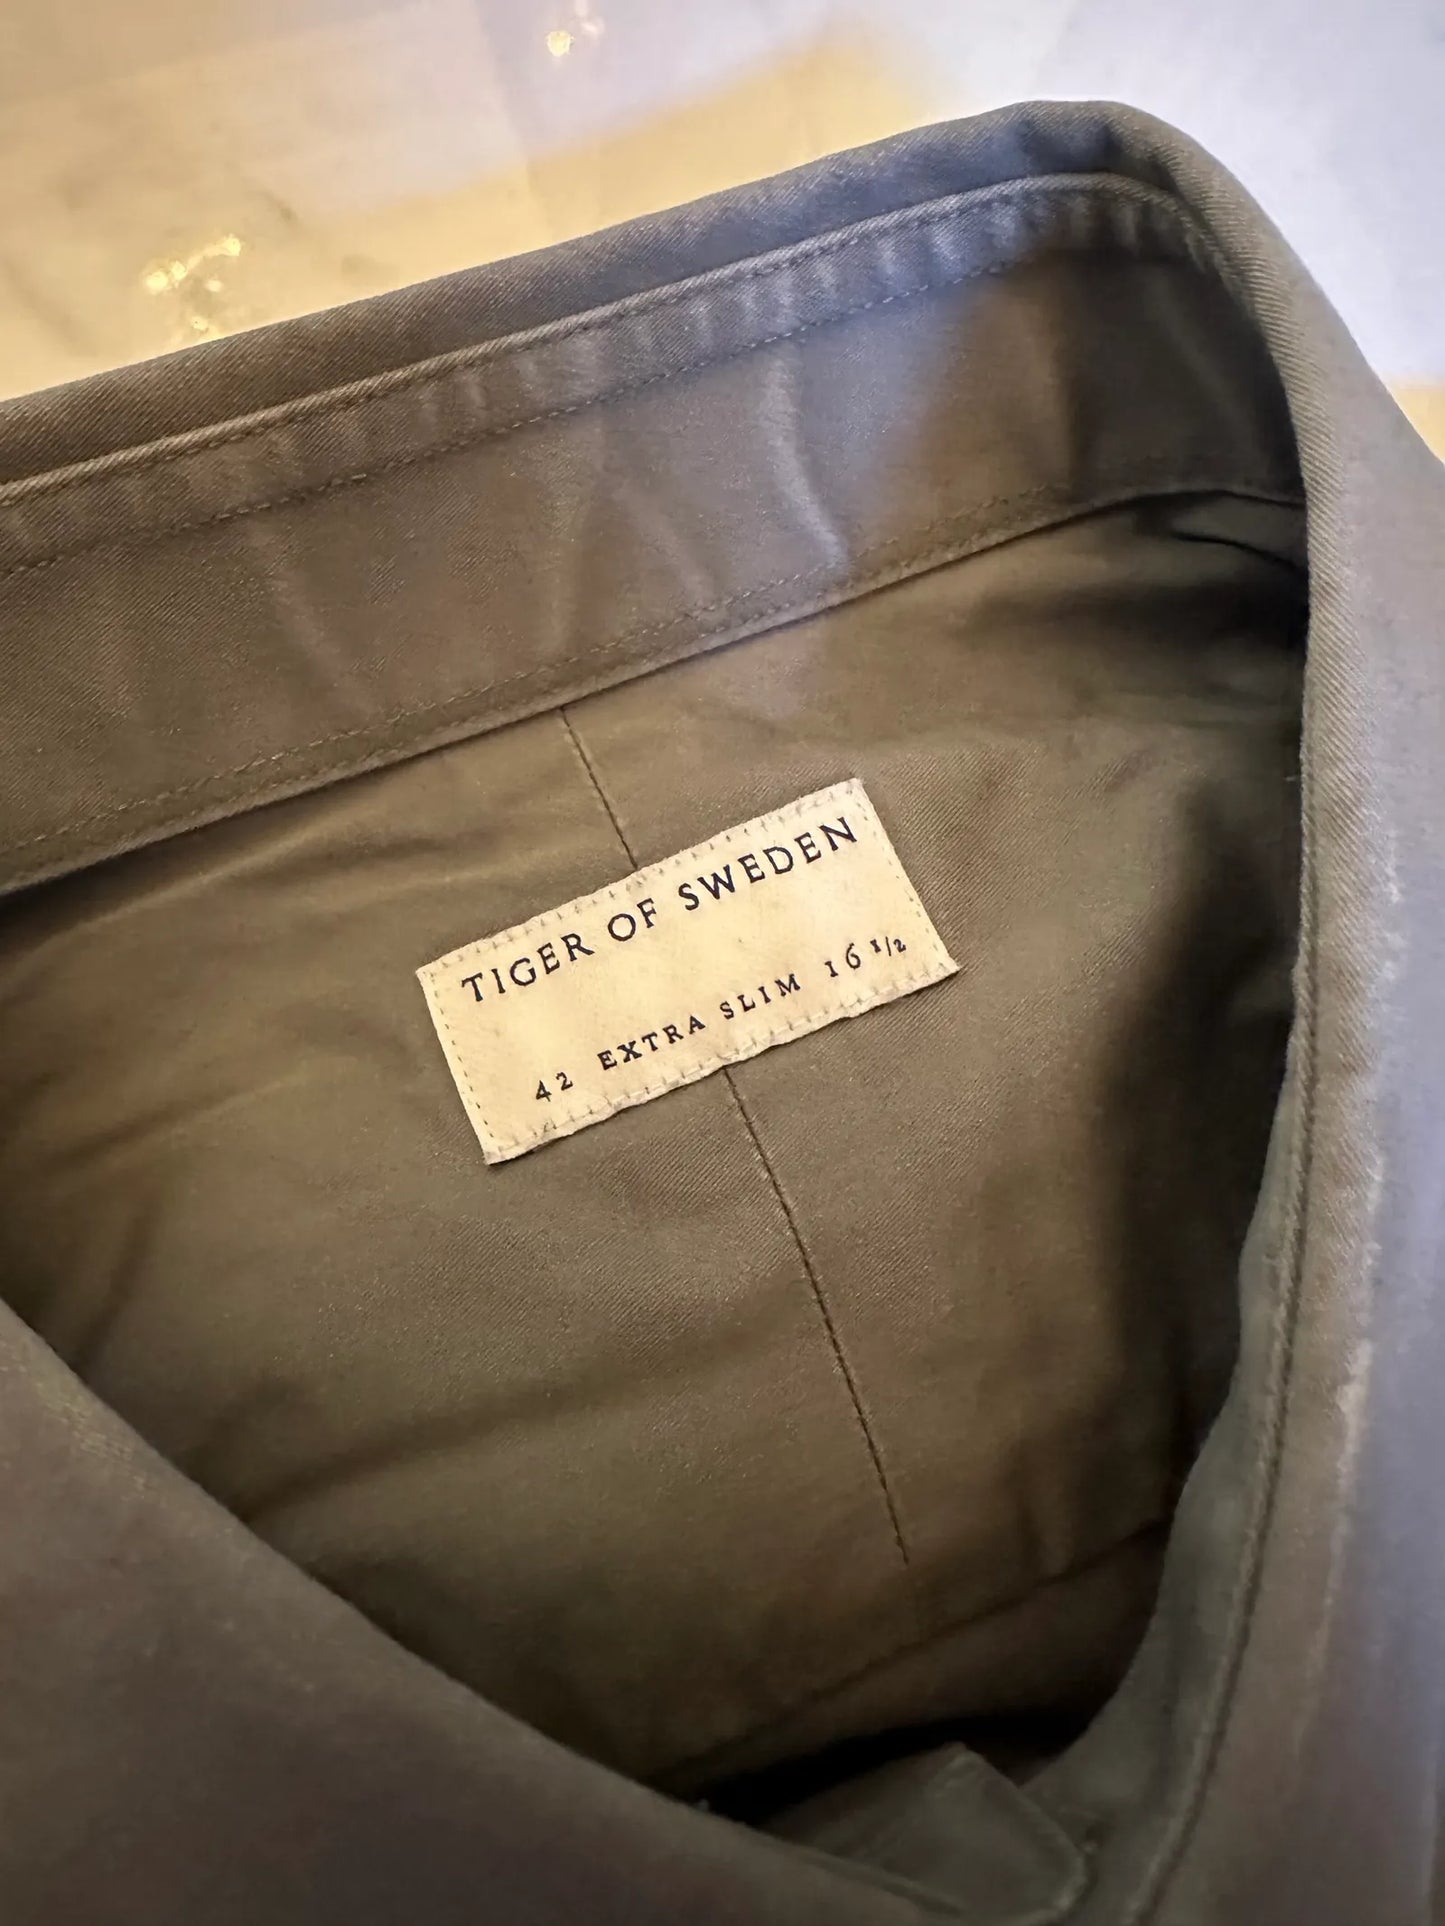 TIGER OF SWEDEN
42 EXTRA SLIM 16 1/2